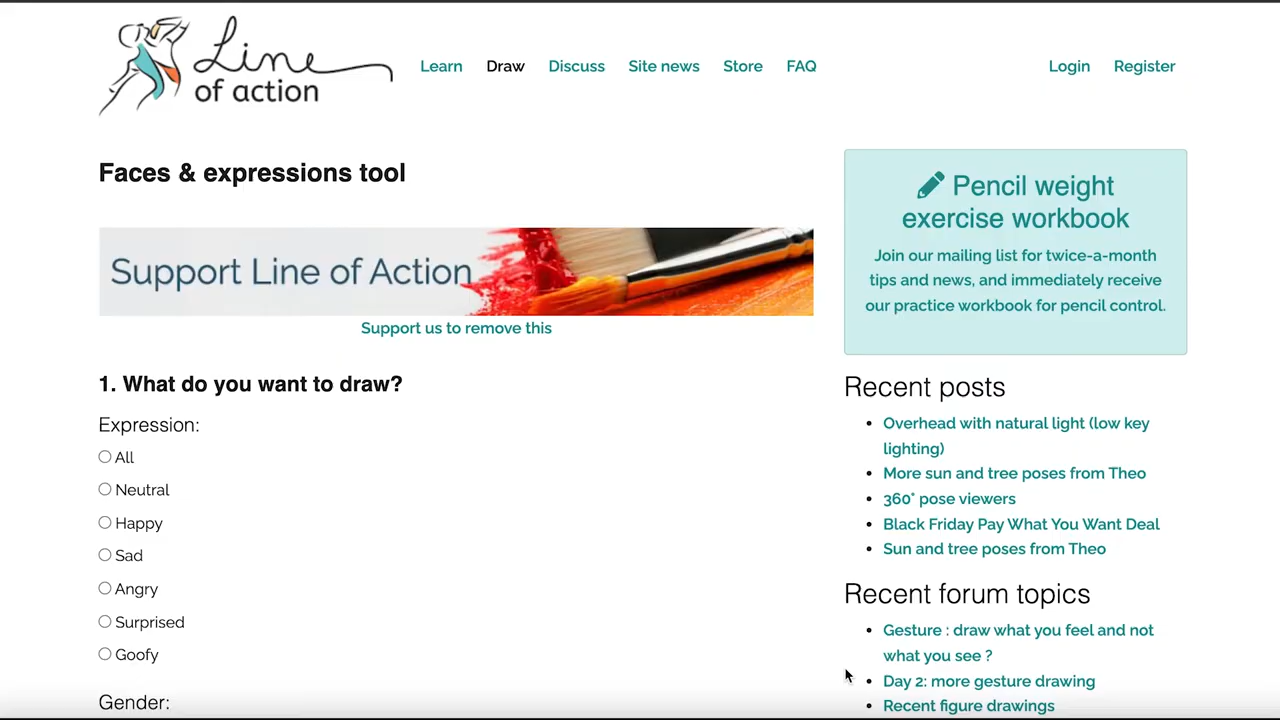 Line
of action
Learn
Draw
Discuss
Site news
Store
FAQ
Login
Register
Faces & expressions tool
Support Line of Action
Support us to remove this
1. What do you want to draw?
Expression:
All
Neutral
Happy
Sad
Angry
Surprised
Goofy
Gender:
Pencil weight
exercise workbook
Join our mailing list for twice-a-month
tips and news, and immediately receive
our practice workbook for pencil control.
Recent posts
Overhead with natural light (low key
lighting)
More sun and tree poses from Theo
360° pose viewers
Black Friday Pay What You Want Deal
Sun and tree poses from Theo
Recent forum topics
Gesture : draw what you feel and not
what you see ?
Day 2: more gesture drawing
Recent figure drawings